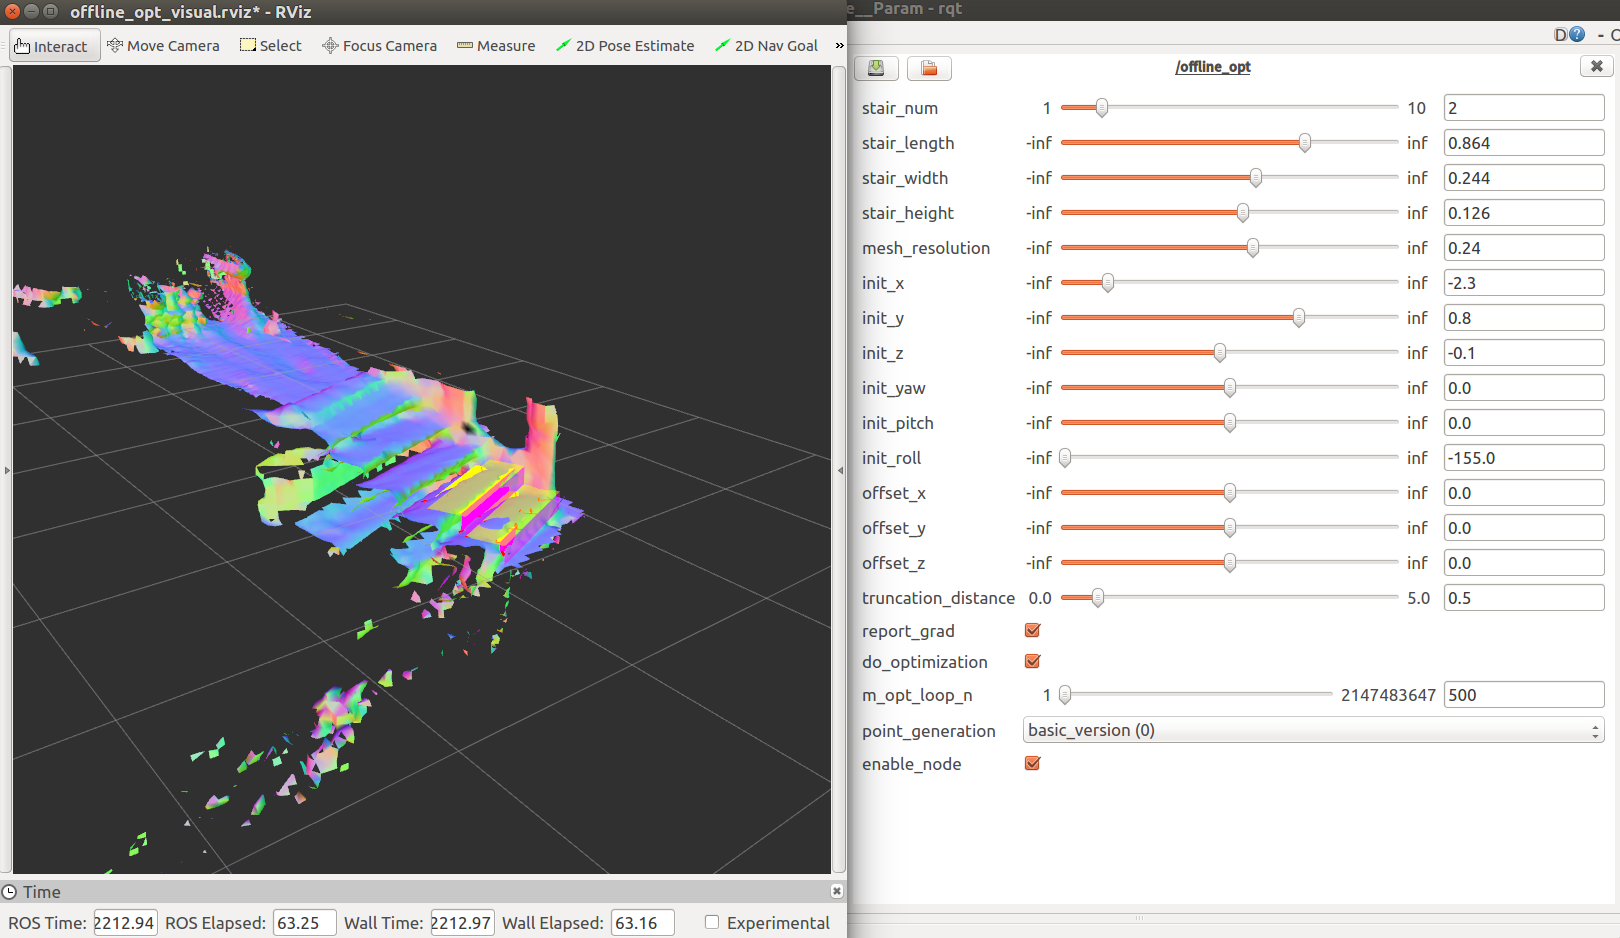 offline_opt_visual.rviz* - RViz
Interact Move Camera Select Focus Camera Measure 2D Pose Estimate 2D Nav Goal »
e__Param - rqt
D ? - O
/offline_opt
stair_num 1 10 2
stair_length -inf inf 0.864
stair_width -inf inf 0.244
stair_height -inf inf 0.126
mesh_resolution -inf inf 0.24
init_x -inf inf -2.3
init_y -inf inf 0.8
init_z -inf inf -0.1
init_yaw -inf inf 0.0
init_pitch -inf inf 0.0
init_roll -inf inf -155.0
offset_x -inf inf 0.0
offset_y -inf inf 0.0
offset_z -inf inf 0.0
truncation_distance 0.0 5.0 0.5
report_grad
do_optimization
m_opt_loop_n 1 2147483647 500
point_generation basic_version (0)
enable_node
Time
ROS Time: 2212.94 ROS Elapsed: 63.25 Wall Time: 2212.97 Wall Elapsed: 63.16 Experimental